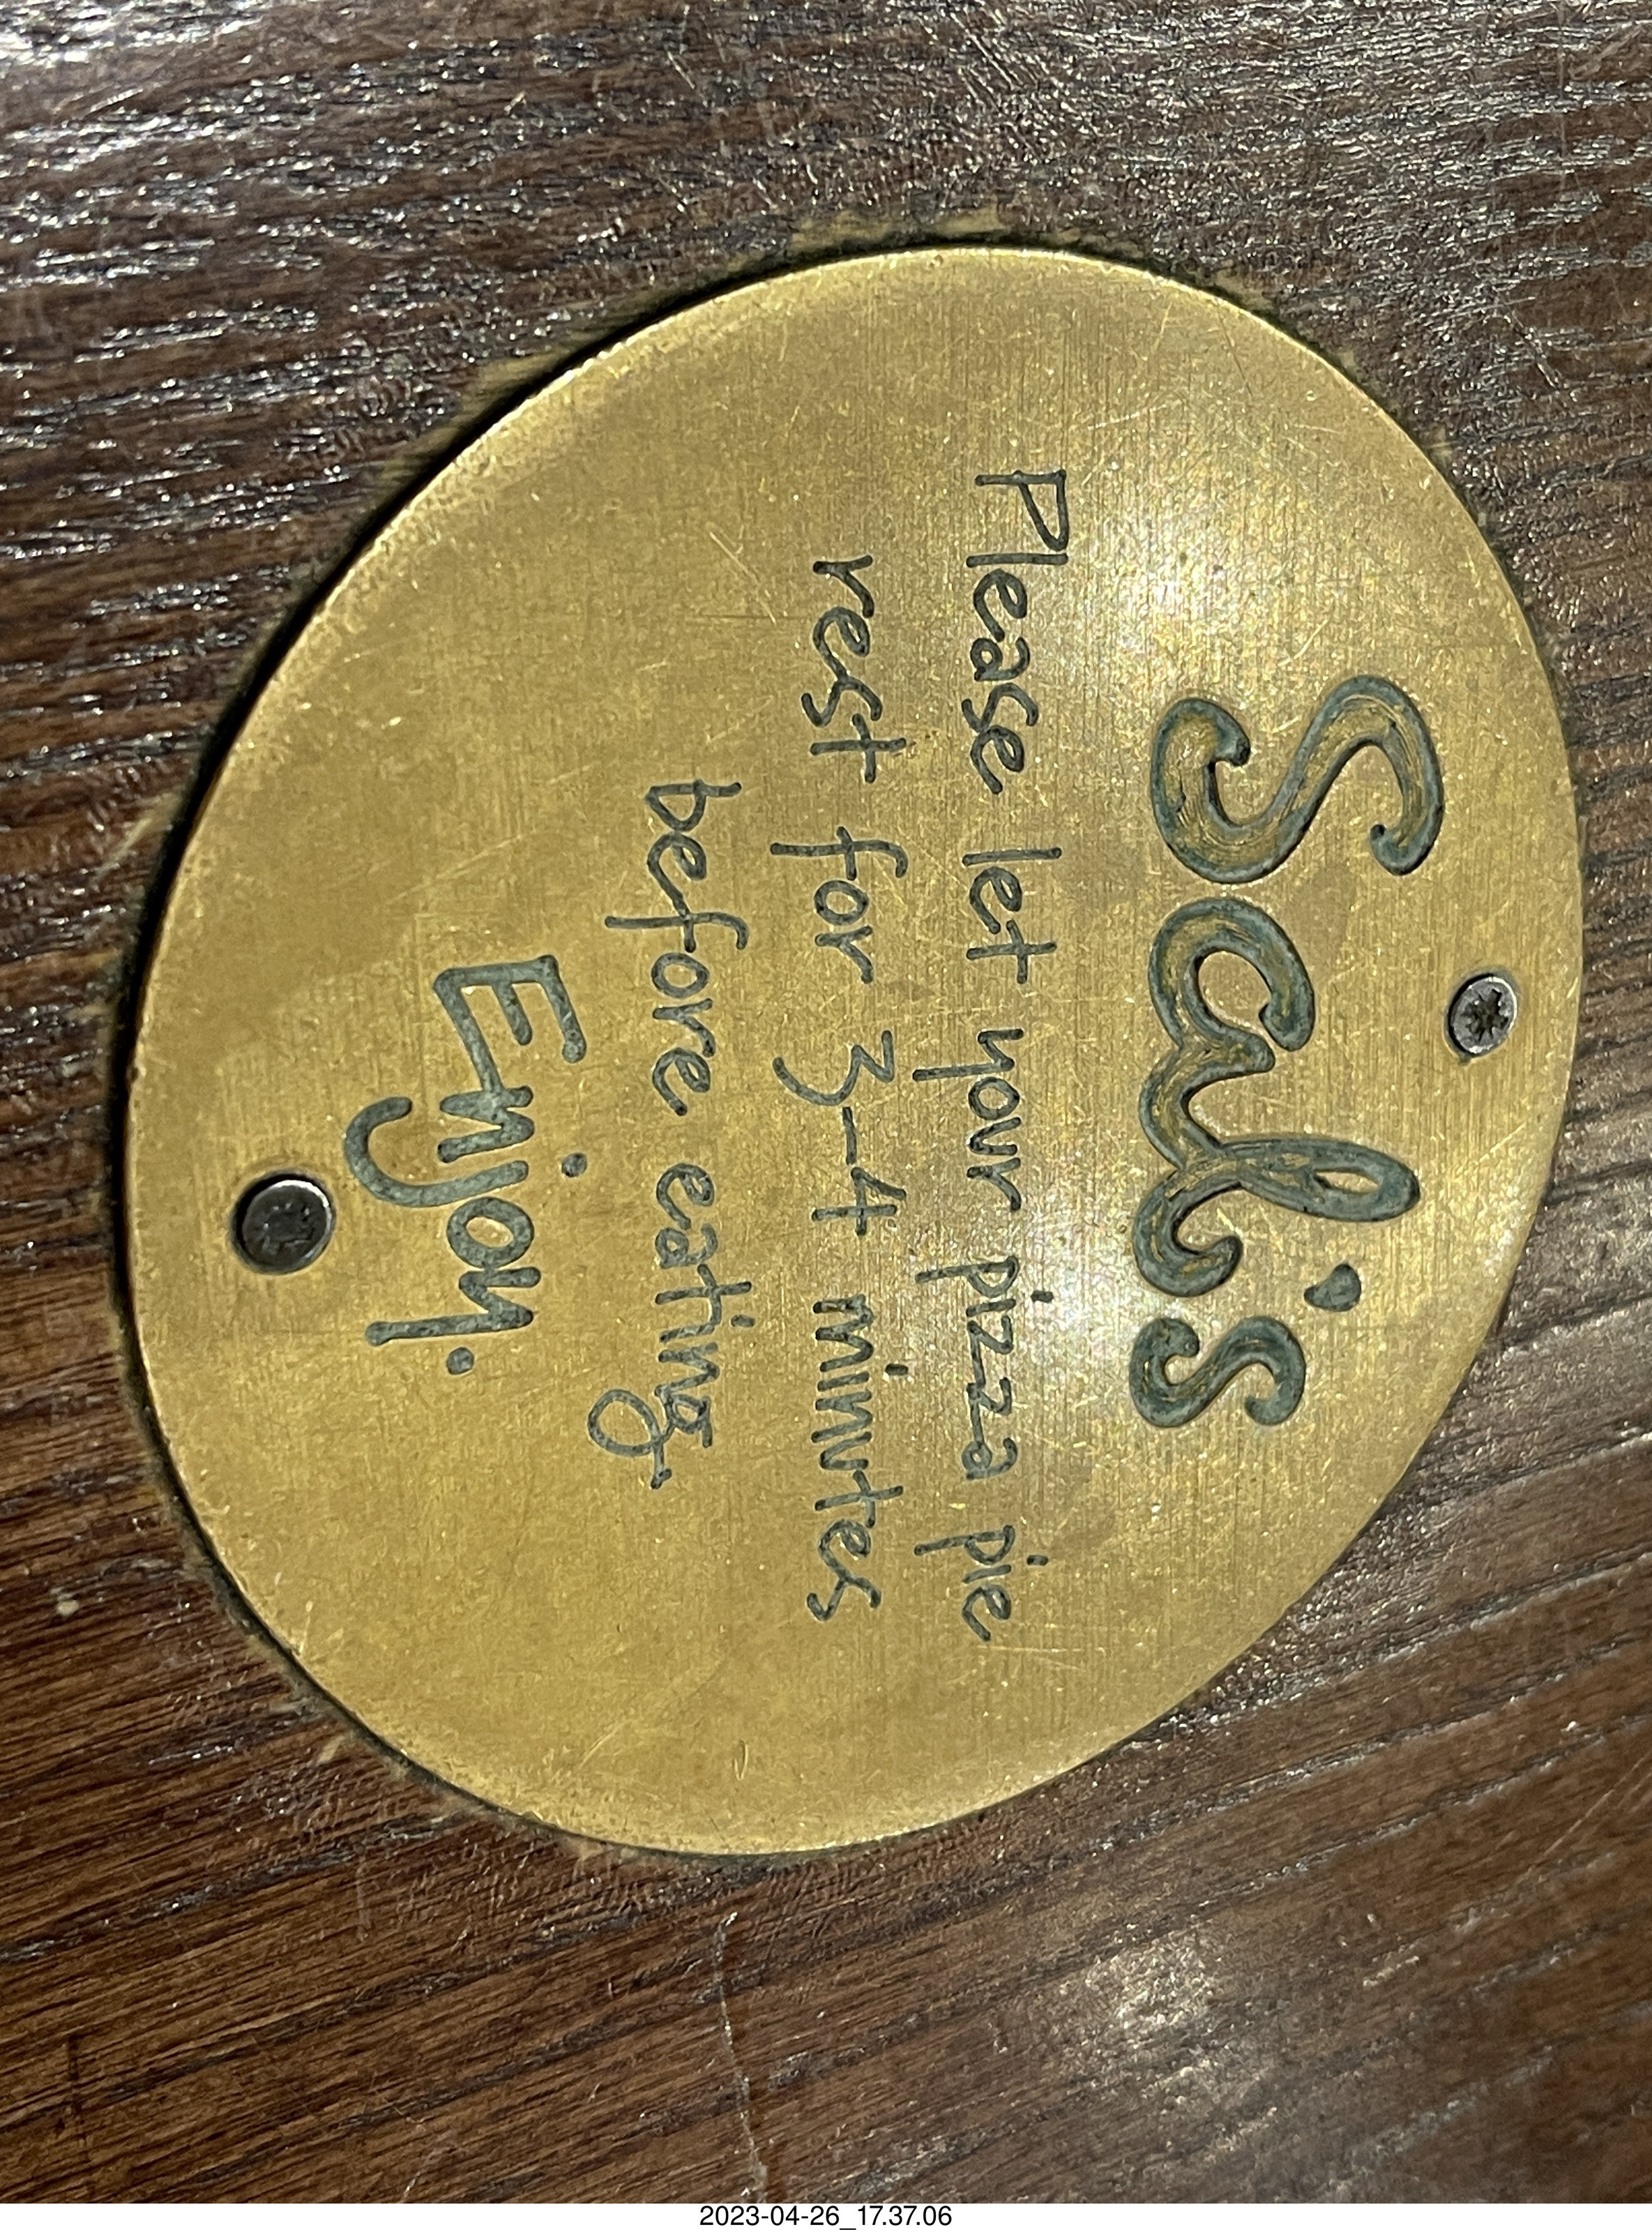 Sal's
Please let your pizza pie
rest for 3-4 minutes
before eating
Enjoy.
2023-04-26_17.37.06